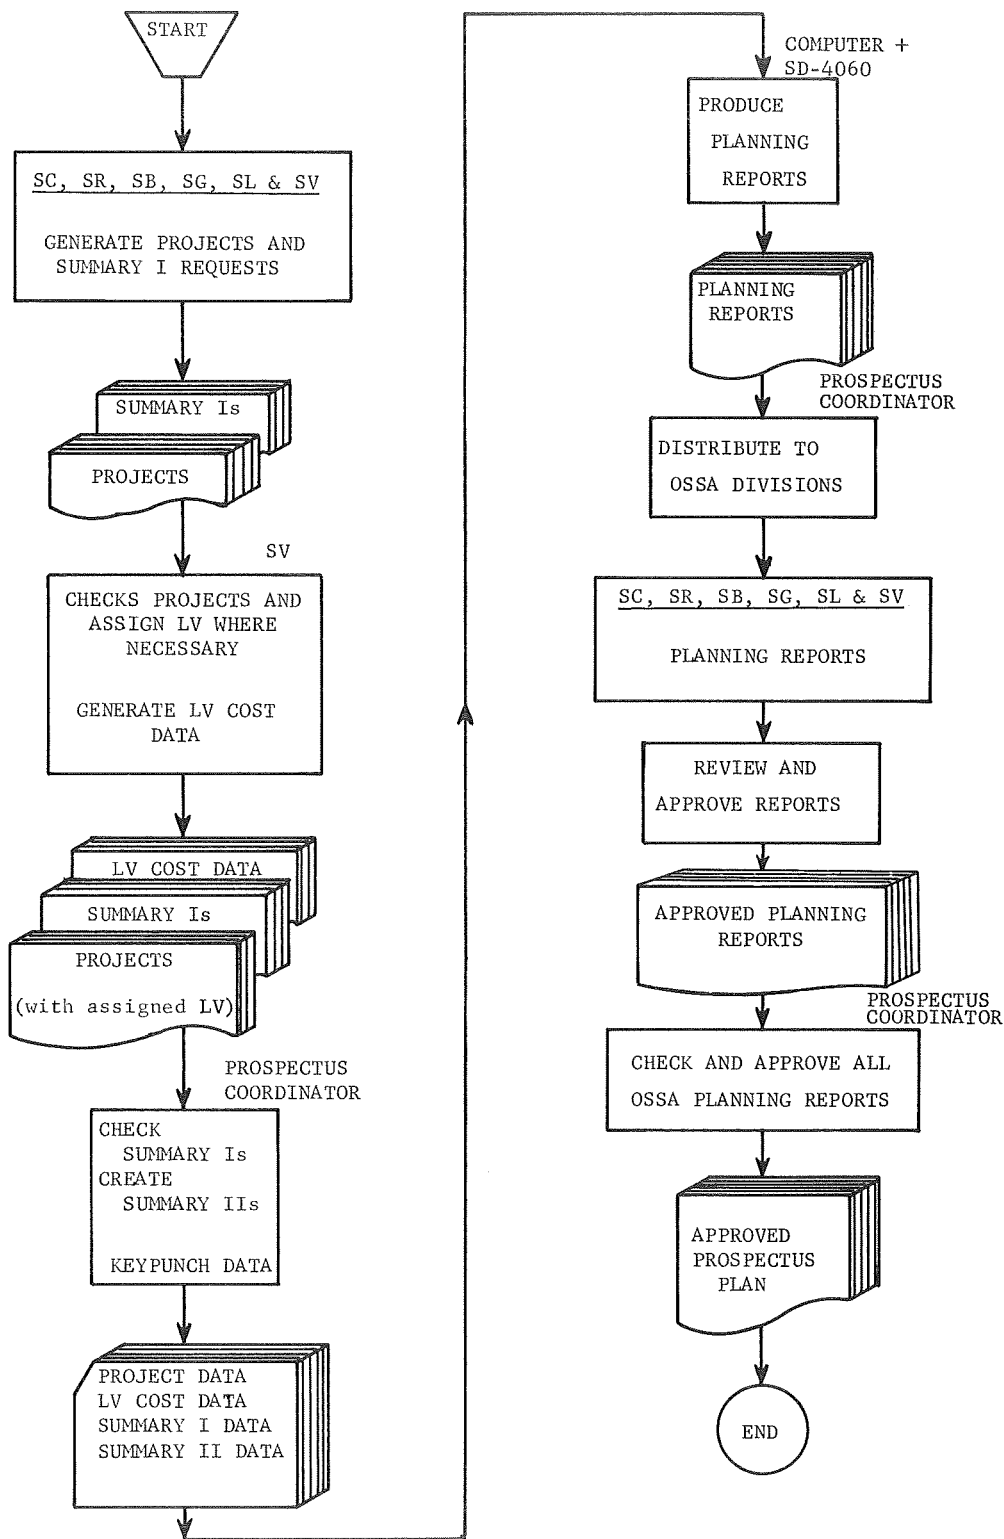 START
SC, SR, SB, SG, SL & SV
GENERATE PROJECTS AND
SUMMARY I REQUESTS
SUMMARY Is
PROJECTS
SV
CHECKS PROJECTS AND
ASSIGN LV WHERE
NECESSARY
GENERATE LV COST
DATA
LV COST DATA
SUMMARY Is
PROJECTS
(with assigned LV)
PROSPECTUS
COORDINATOR
CHECK
SUMMARY Is
CREATE
SUMMARY IIs
KEYPUNCH DATA
PROJECT DATA
LV COST DATA
SUMMARY I DATA
SUMMARY II DATA
COMPUTER +
SD-4060
PRODUCE
PLANNING
REPORTS
PLANNING
REPORTS
PROSPECTUS
COORDINATOR
DISTRIBUTE TO
OSSA DIVISIONS
SC, SR, SB, SG, SL & SV
PLANNING REPORTS
REVIEW AND
APPROVE REPORTS
APPROVED PLANNING
REPORTS
PROSPECTUS
COORDINATOR
CHECK AND APPROVE ALL
OSSA PLANNING REPORTS
APPROVED
PROSPECTUS
PLAN
END